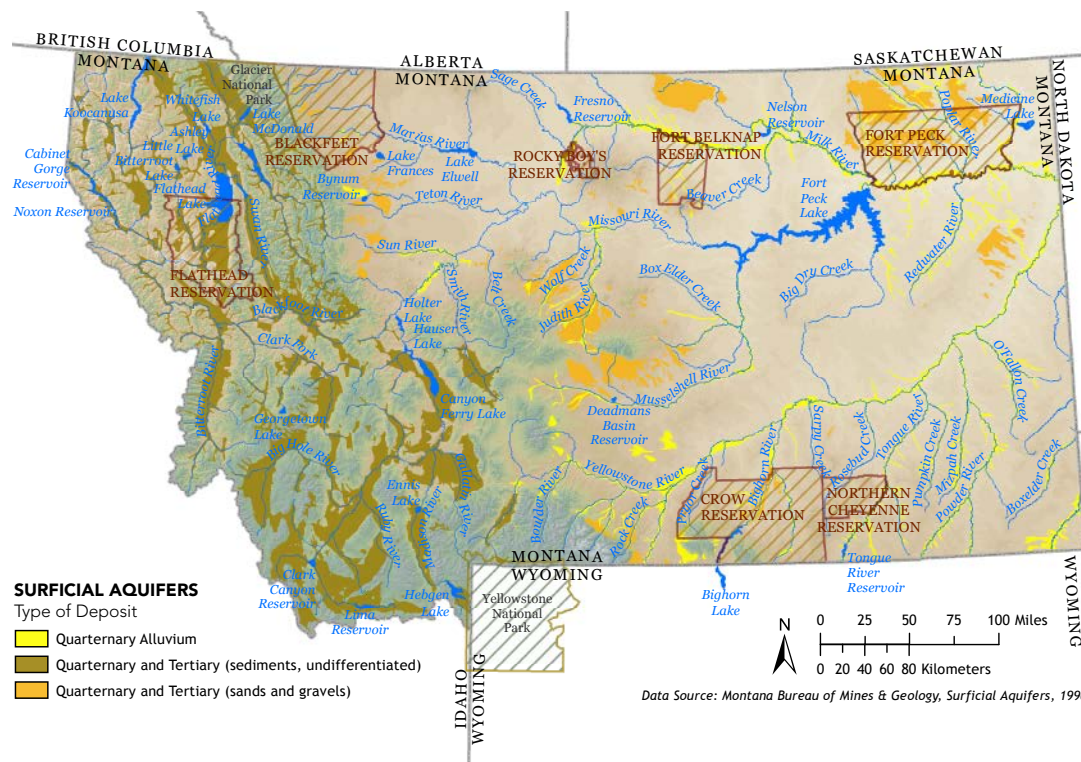 BRITISH COLUMBIA
MONTANA
ALBERTA
MONTANA
SASKATCHEWAN
MONTANA
NORTH DAKOTA
MONTANA
Glacier
National
Park
Lake
Koocanusa
Whitefish
Lake
Ashley
Lake
Lake
McDonald
Little
Bitterroot
Lake
Cabinet
Gorge
Reservoir
Noxon Reservoir
Flathead
Lake
Swan River
FLATHEAD
RESERVATION
BLACKFEET
RESERVATION
Bynum
Reservoir
Marias River
Lake
Frances
Lake
Elwell
Teton River
Sage Creek
Fresno
Reservoir
ROCKY BOY'S
RESERVATION
FORT BELKNAP
RESERVATION
Nelson
Reservoir
Milk River
Beaver Creek
Poplar River
Medicine
Lake
FORT PECK
RESERVATION
Fort
Peck
Lake
Missouri River
Sun River
Smith River
Belt Creek
Wolf Creek
Judith River
Box Elder Creek
Big Dry Creek
Redwater River
Holter
Lake
Hauser
Lake
Clark Fork
Bitterroot River
Georgetown
Lake
Big Hole River
Canyon
Ferry Lake
Musselshell River
Deadmans
Basin
Reservoir
O'Fallon Creek
Ennis
Lake
Ruby River
Madison River
Gallatin River
Boulder River
Yellowstone River
Rock Creek
Pryor Creek
Bighorn River
Sarpy Creek
Rosebud Creek
Tongue River
Pumpkin Creek
Mizpah Creek
Powder River
Boxelder Creek
CROW
RESERVATION
NORTHERN
CHEYENNE
RESERVATION
Clark
Canyon
Reservoir
Lima
Reservoir
Hebgen
Lake
MONTANA
WYOMING
Yellowstone
National
Park
Bighorn
Lake
Tongue
River
Reservoir
WYOMING
IDAHO
WYOMING
SURFICIAL AQUIFERS
Type of Deposit
Quarternary Alluvium
Quarternary and Tertiary (sediments, undifferentiated)
Quarternary and Tertiary (sands and gravels)
N
0 25 50 75 100 Miles
0 20 40 60 80 Kilometers
Data Source: Montana Bureau of Mines & Geology, Surficial Aquifers, 199